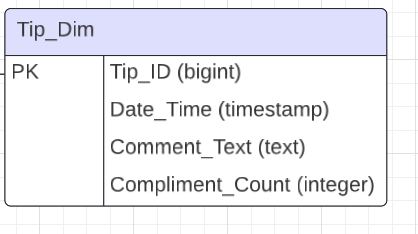 Tip_Dim
PK Tip_ID (bigint)
Date_Time (timestamp)
Comment_Text (text)
Compliment_Count (integer)